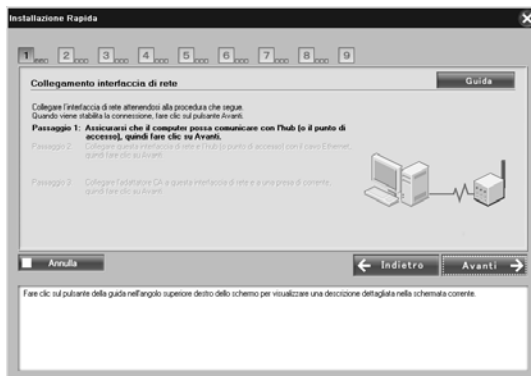 Installazione Rapida
1 2 3 4 5 6 7 8 9
Collegamento interfaccia di rete
Guida
Collegare l'interfaccia di rete attenendosi alla procedura che segue.
Quando viene stabilita la connessione, fare clic sul pulsante Avanti.
Passaggio 1: Assicurarsi che il computer possa comunicare con l'hub (o il punto di
accesso), quindi fare clic su Avanti.
Passaggio 2: Collegare questa interfaccia di rete e l'hub (o punto di accesso) con il cavo Ethernet,
quindi fare clic su Avanti.
Passaggio 3: Collegare l'adattatore CA a questa interfaccia di rete e a una presa di corrente,
quindi fare clic su Avanti.
Annulla
Indietro
Avanti
Fare clic sul pulsante della guida nell'angolo superiore destro dello schermo per visualizzare una descrizione dettagliata nella schermata corrente.